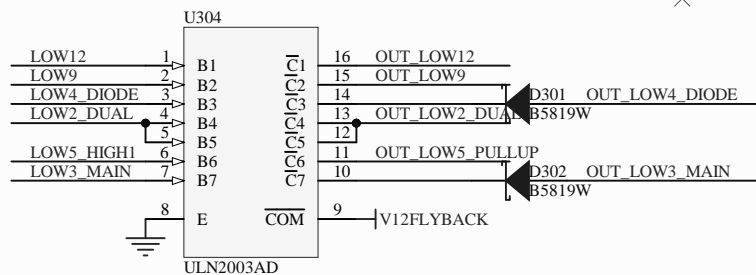 U304
LOW12 1 B1 C1 16 OUT_LOW12
LOW9 2 B2 C2 15 OUT_LOW9
LOW4_DIODE 3 B3 C3 14 D301 OUT_LOW4_DIODE
LOW2_DUAL 4 B4 C4 13 OUT_LOW2_DUAL B5819W
5 B5 C5 12
LOW5_HIGH1 6 B6 C6 11 OUT_LOW5_PULLUP
LOW3_MAIN 7 B7 C7 10 D302 OUT_LOW3_MAIN
B5819W
8 E COM 9 V12FLYBACK
ULN2003AD